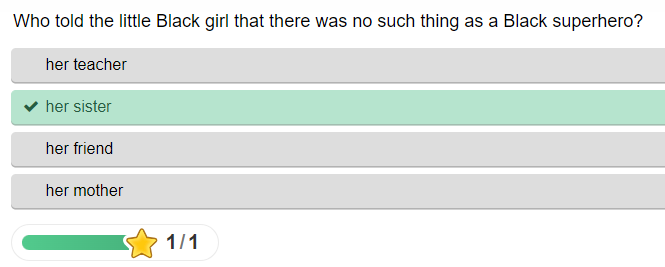 Who told the little Black girl that there was no such thing as a Black superhero?
her teacher
her sister
her friend
her mother
1/1